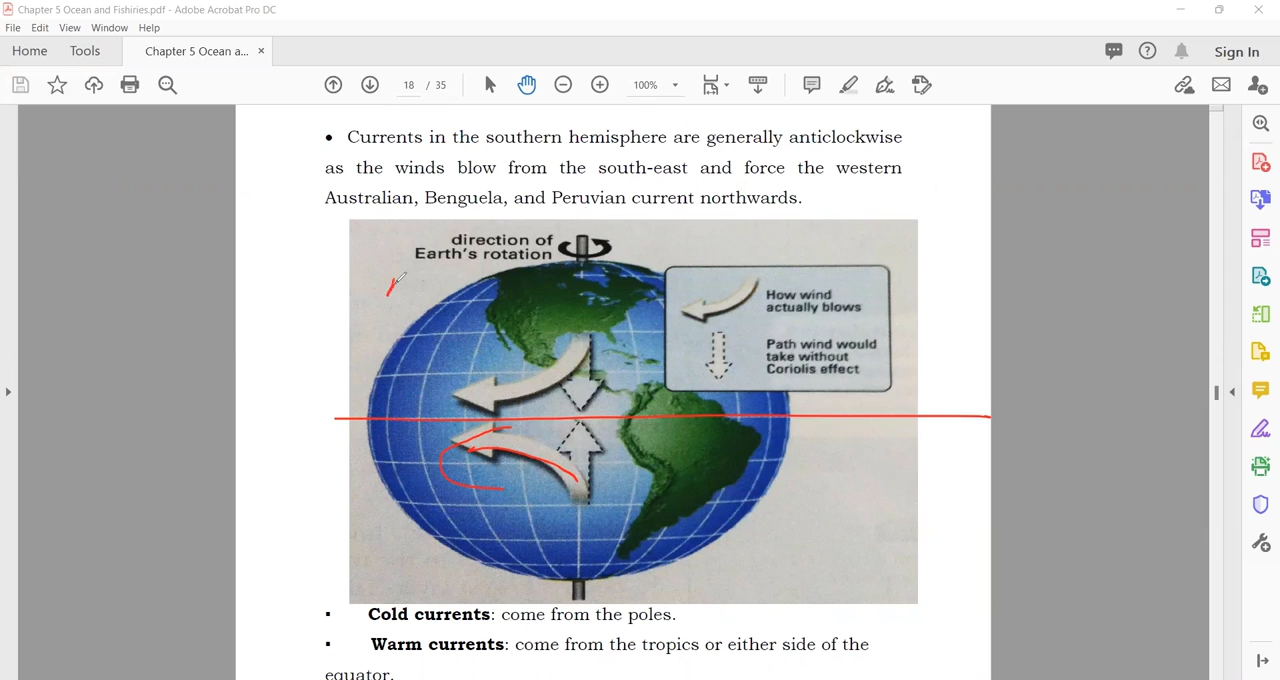 Chapter 5 Ocean and Fishiries.pdf - Adobe Acrobat Pro DC
File Edit View Window Help
Home Tools Chapter 5 Ocean a... × Sign In
18 / 35 100%
• Currents in the southern hemisphere are generally anticlockwise
as the winds blow from the south-east and force the western
Australian, Benguela, and Peruvian current northwards.
direction of
Earth's rotation
How wind
actually blows
Path wind would
take without
Coriolis effect
▪ Cold currents: come from the poles.
▪ Warm currents: come from the tropics or either side of the
equator.